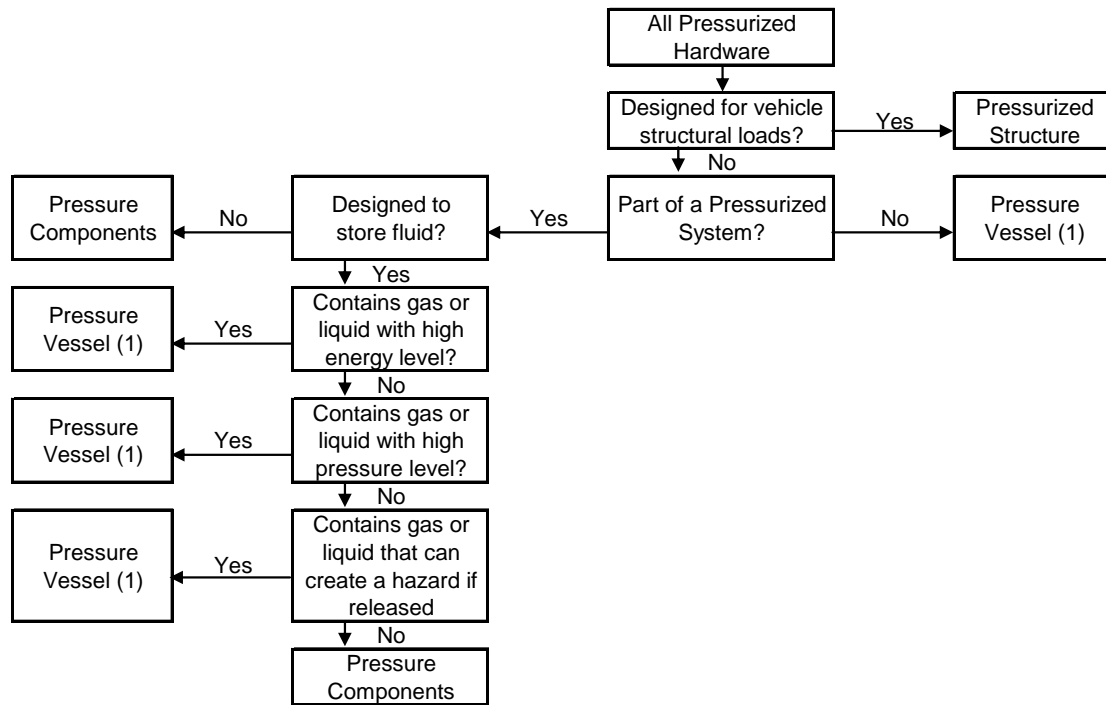 All Pressurized
Hardware
Designed for vehicle
structural loads?
Yes
Pressurized
Structure
No
Pressure
Components
No
Designed to
store fluid?
Yes
Part of a Pressurized
System?
No
Pressure
Vessel (1)
Yes
Pressure
Vessel (1)
Yes
Contains gas or
liquid with high
energy level?
No
Pressure
Vessel (1)
Yes
Contains gas or
liquid with high
pressure level?
No
Pressure
Vessel (1)
Yes
Contains gas or
liquid that can
create a hazard if
released
No
Pressure
Components